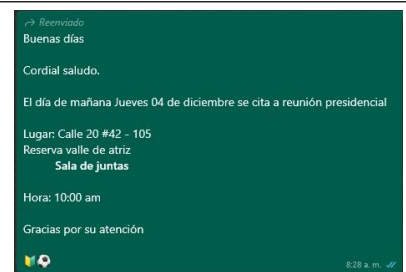 Reenviado
Buenas días
Cordial saludo.
El día de mañana Jueves 04 de diciembre se cita a reunión presidencial
Lugar: Calle 20 #42 - 105
Reserva valle de atriz
Sala de juntas
Hora: 10:00 am
Gracias por su atención
🔰⚽
8:28 a. m.